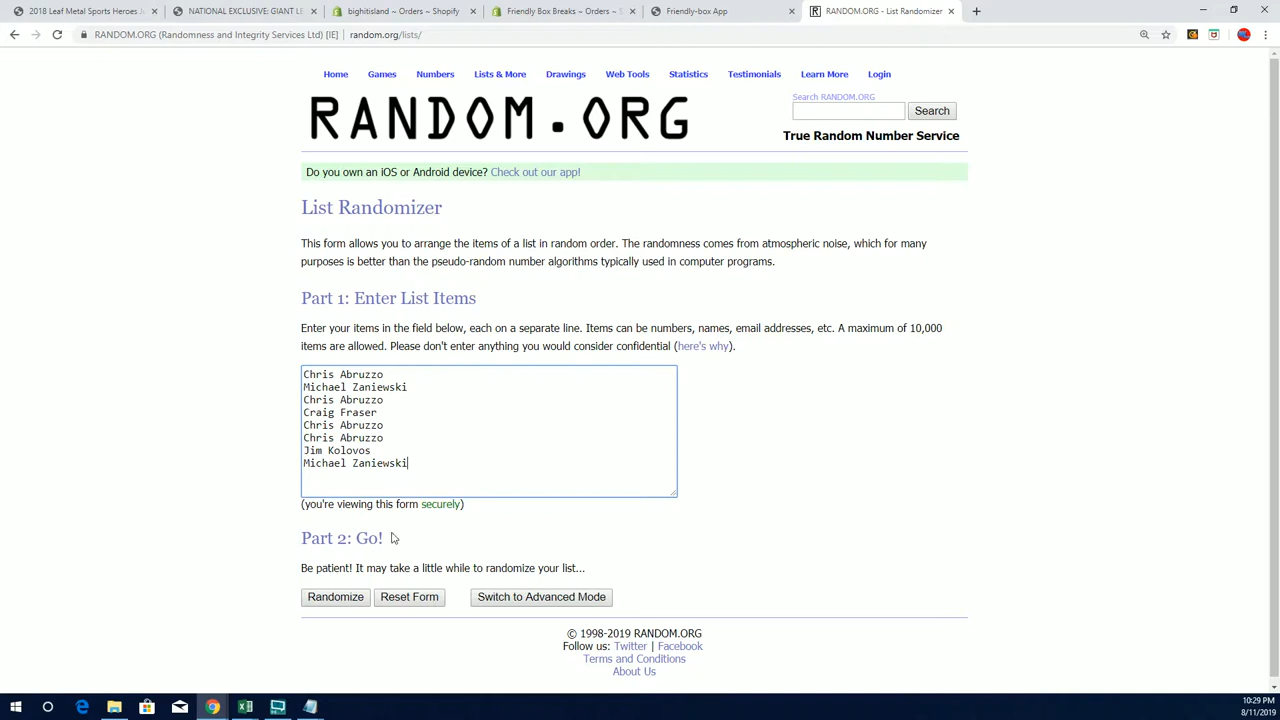 2018 Leaf Metal Sports Heroes J
NATIONAL EXCLUSIVE: GIANT LE
bighitisland ~ Orders ~ Shopify
Friendly Box Breaks ~ Orders ~ S
Friendly-box App
RANDOM.ORG - List Randomizer
RANDOM.ORG (Randomness and Integrity Services Ltd) [IE] | random.org/lists/
Home Games Numbers Lists & More Drawings Web Tools Statistics Testimonials Learn More Login
RANDOM.ORG
Search RANDOM.ORG
Search
True Random Number Service
Do you own an iOS or Android device? Check out our app!
List Randomizer
This form allows you to arrange the items of a list in random order. The randomness comes from atmospheric noise, which for many
purposes is better than the pseudo-random number algorithms typically used in computer programs.
Part 1: Enter List Items
Enter your items in the field below, each on a separate line. Items can be numbers, names, email addresses, etc. A maximum of 10,000
items are allowed. Please don't enter anything you would consider confidential (here's why).
Chris Abruzzo
Michael Zaniewski
Chris Abruzzo
Craig Fraser
Chris Abruzzo
Chris Abruzzo
Jim Kolovos
Michael Zaniewski
(you're viewing this form securely)
Part 2: Go!
Be patient! It may take a little while to randomize your list...
Randomize Reset Form Switch to Advanced Mode
© 1998-2019 RANDOM.ORG
Follow us: Twitter | Facebook
Terms and Conditions
About Us
10:29 PM
8/11/2019